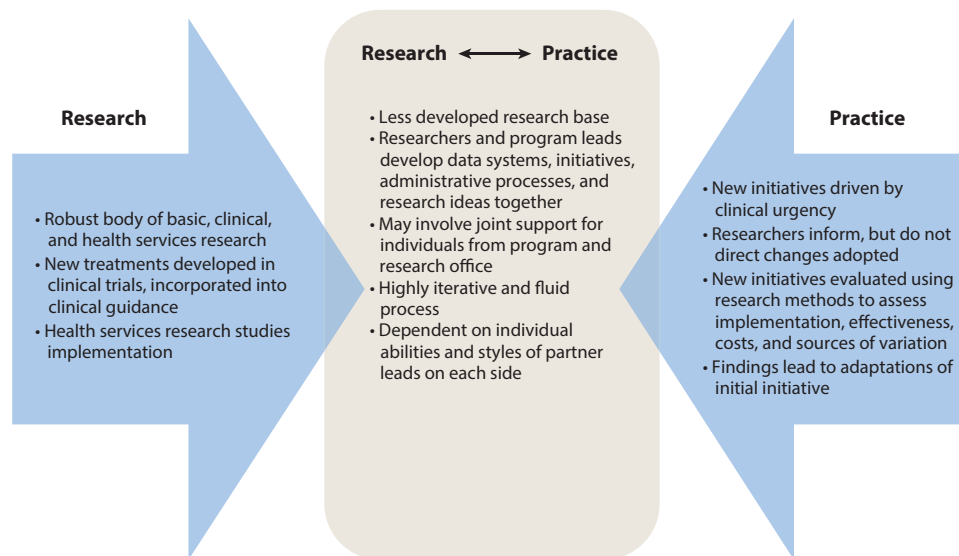 Research
• Robust body of basic, clinical,
and health services research
• New treatments developed in
clinical trials, incorporated into
clinical guidance
• Health services research studies
implementation
Research ⟷ Practice
• Less developed research base
• Researchers and program leads
develop data systems, initiatives,
administrative processes, and
research ideas together
• May involve joint support for
individuals from program and
research office
• Highly iterative and fluid
process
• Dependent on individual
abilities and styles of partner
leads on each side
Practice
• New initiatives driven by
clinical urgency
• Researchers inform, but do not
direct changes adopted
• New initiatives evaluated using
research methods to assess
implementation, effectiveness,
costs, and sources of variation
• Findings lead to adaptations of
initial initiative